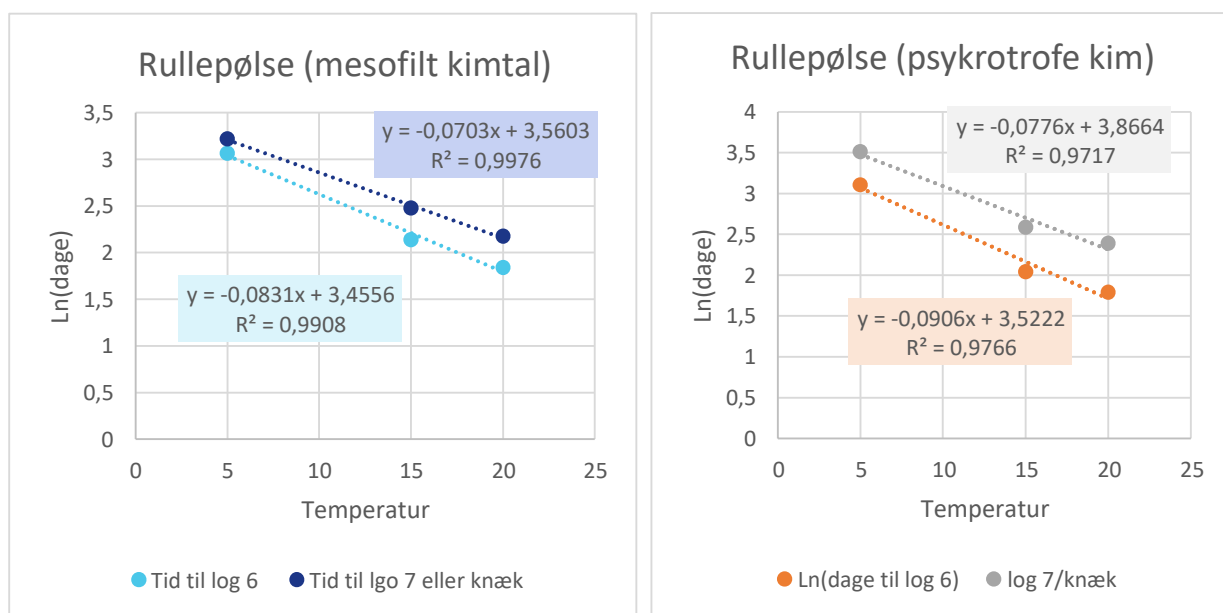 Rullepølse (mesofilt kimtal)
y = -0,0703x + 3,5603
R² = 0,9976
y = -0,0831x + 3,4556
R² = 0,9908
Ln(dage)
3,5
3
2,5
2
1,5
1
0,5
0
0 5 10 15 20 25
Temperatur
Tid til log 6 Tid til lgo 7 eller knæk
Rullepølse (psykrotrofe kim)
y = -0,0776x + 3,8664
R² = 0,9717
y = -0,0906x + 3,5222
R² = 0,9766
Ln(dage)
4
3,5
3
2,5
2
1,5
1
0,5
0
0 5 10 15 20 25
Temperatur
Ln(dage til log 6) log 7/knæk